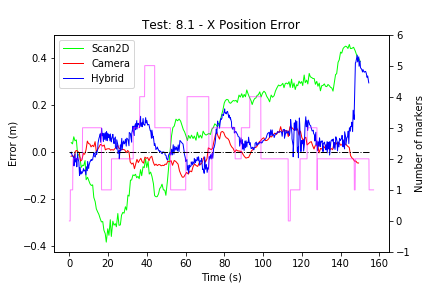 Test: 8.1 - X Position Error
Scan2D
Camera
Hybrid
0.4
0.2
0.0
−0.2
−0.4
Error (m)
6
5
4
3
2
1
0
−1
Number of markers
0 20 40 60 80 100 120 140 160
Time (s)